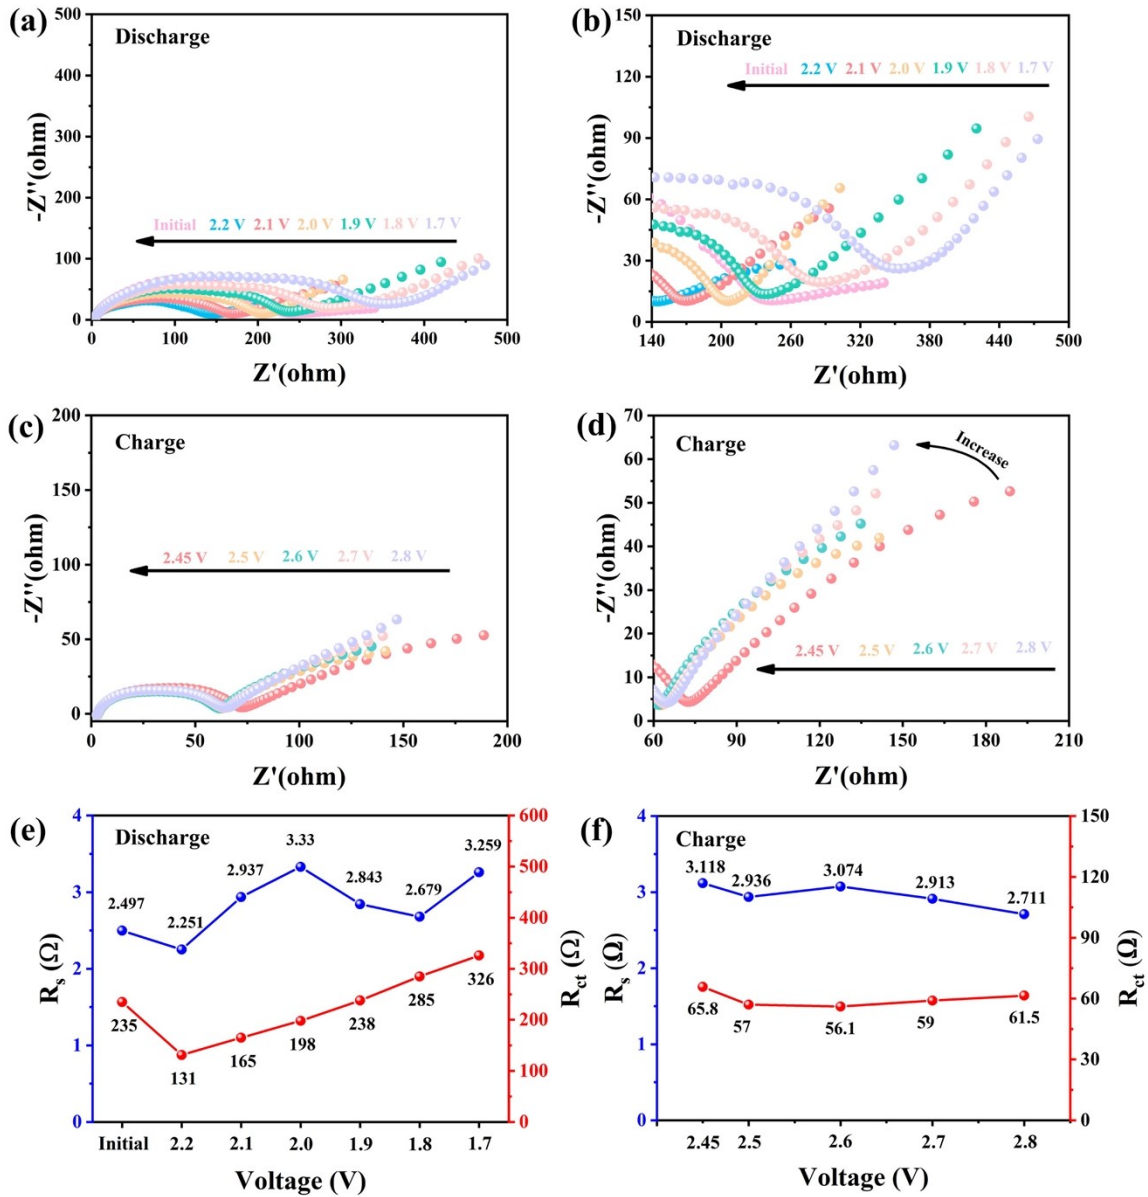 (a)
Discharge
Initial 2.2 V 2.1 V 2.0 V 1.9 V 1.8 V 1.7 V
500
400
300
200
100
0
-Z''(ohm)
0 100 200 300 400 500
Z'(ohm)
(b)
Discharge
Initial 2.2 V 2.1 V 2.0 V 1.9 V 1.8 V 1.7 V
150
120
90
60
30
0
-Z''(ohm)
140 200 260 320 380 440 500
Z'(ohm)
(c)
Charge
2.45 V 2.5 V 2.6 V 2.7 V 2.8 V
200
150
100
50
0
-Z''(ohm)
0 50 100 150 200
Z'(ohm)
(d)
Charge
Increase
2.45 V 2.5 V 2.6 V 2.7 V 2.8 V
70
60
50
40
30
20
10
0
-Z''(ohm)
60 90 120 150 180 210
Z'(ohm)
(e)
Discharge
4
3
2
1
0
Rs (Ω)
2.497 2.251 2.937 3.33 2.843 2.679 3.259
235 131 165 198 238 285 326
600
500
400
300
200
100
0
Rct (Ω)
Initial 2.2 2.1 2.0 1.9 1.8 1.7
Voltage (V)
(f)
Charge
4
3
2
1
0
Rs (Ω)
3.118 2.936 3.074 2.913 2.711
65.8 57 56.1 59 61.5
150
120
90
60
30
0
Rct (Ω)
2.45 2.5 2.6 2.7 2.8
Voltage (V)